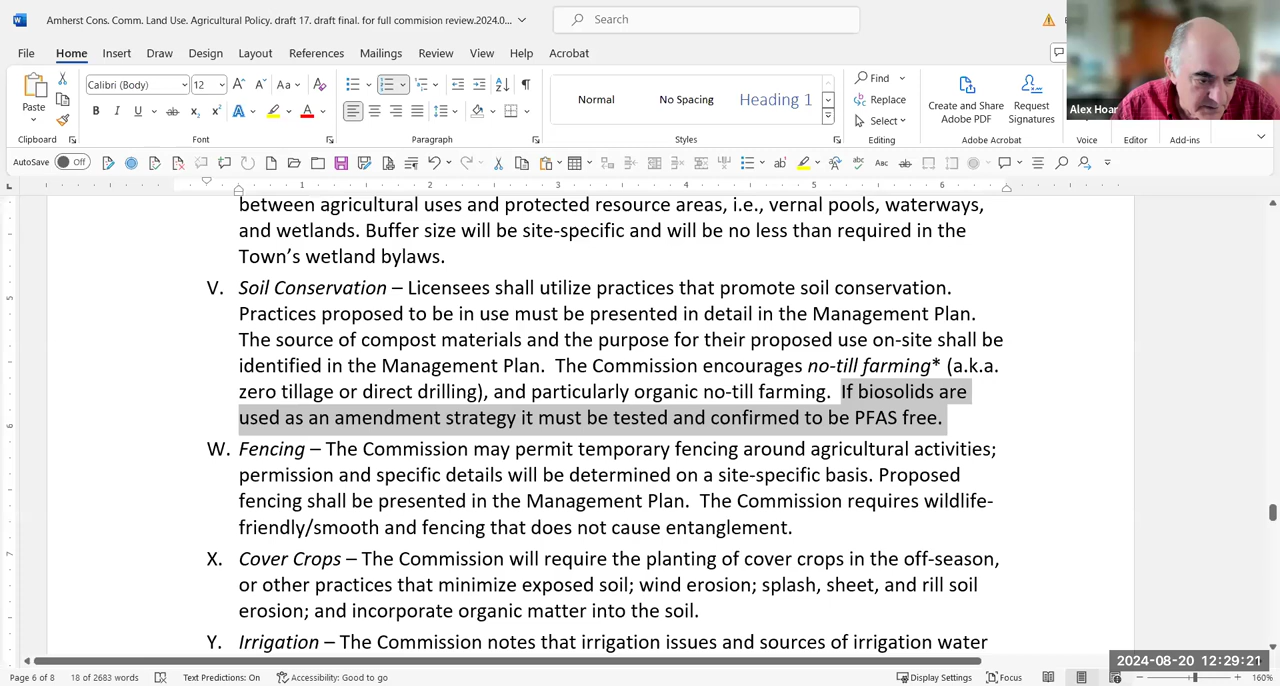 Amherst Cons. Comm. Land Use. Agricultural Policy. draft 17. draft final. for full commision review.2024.0...
Search
File Home Insert Draw Design Layout References Mailings Review View Help Acrobat
Paste
Calibri (Body) 12
Aa
B I U ab x₂ x² A A
Normal No Spacing Heading 1
Find
Replace
Select
Create and Share Adobe PDF
Request Signatures
Alex Hoar
Clipboard Font Paragraph Styles Editing Adobe Acrobat Voice Editor Add-ins
AutoSave Off
1 2 3 4 5 6
between agricultural uses and protected resource areas, i.e., vernal pools, waterways,
and wetlands. Buffer size will be site-specific and will be no less than required in the
Town’s wetland bylaws.
V. Soil Conservation – Licensees shall utilize practices that promote soil conservation.
Practices proposed to be in use must be presented in detail in the Management Plan.
The source of compost materials and the purpose for their proposed use on-site shall be
identified in the Management Plan. The Commission encourages no-till farming* (a.k.a.
zero tillage or direct drilling), and particularly organic no-till farming. If biosolids are
used as an amendment strategy it must be tested and confirmed to be PFAS free.
W. Fencing – The Commission may permit temporary fencing around agricultural activities;
permission and specific details will be determined on a site-specific basis. Proposed
fencing shall be presented in the Management Plan. The Commission requires wildlife-
friendly/smooth and fencing that does not cause entanglement.
X. Cover Crops – The Commission will require the planting of cover crops in the off-season,
or other practices that minimize exposed soil; wind erosion; splash, sheet, and rill soil
erosion; and incorporate organic matter into the soil.
Y. Irrigation – The Commission notes that irrigation issues and sources of irrigation water
2024-08-20 12:29:21
Page 6 of 8 18 of 2683 words Text Predictions: On Accessibility: Good to go Display Settings Focus 160%